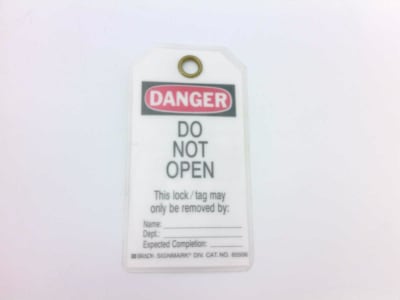 DANGER
DO
NOT
OPEN
This lock / tag may
only be removed by:
Name:
Dept.:
Expected Completion:
BRADY® SIGNMARK® DIV. CAT. NO.